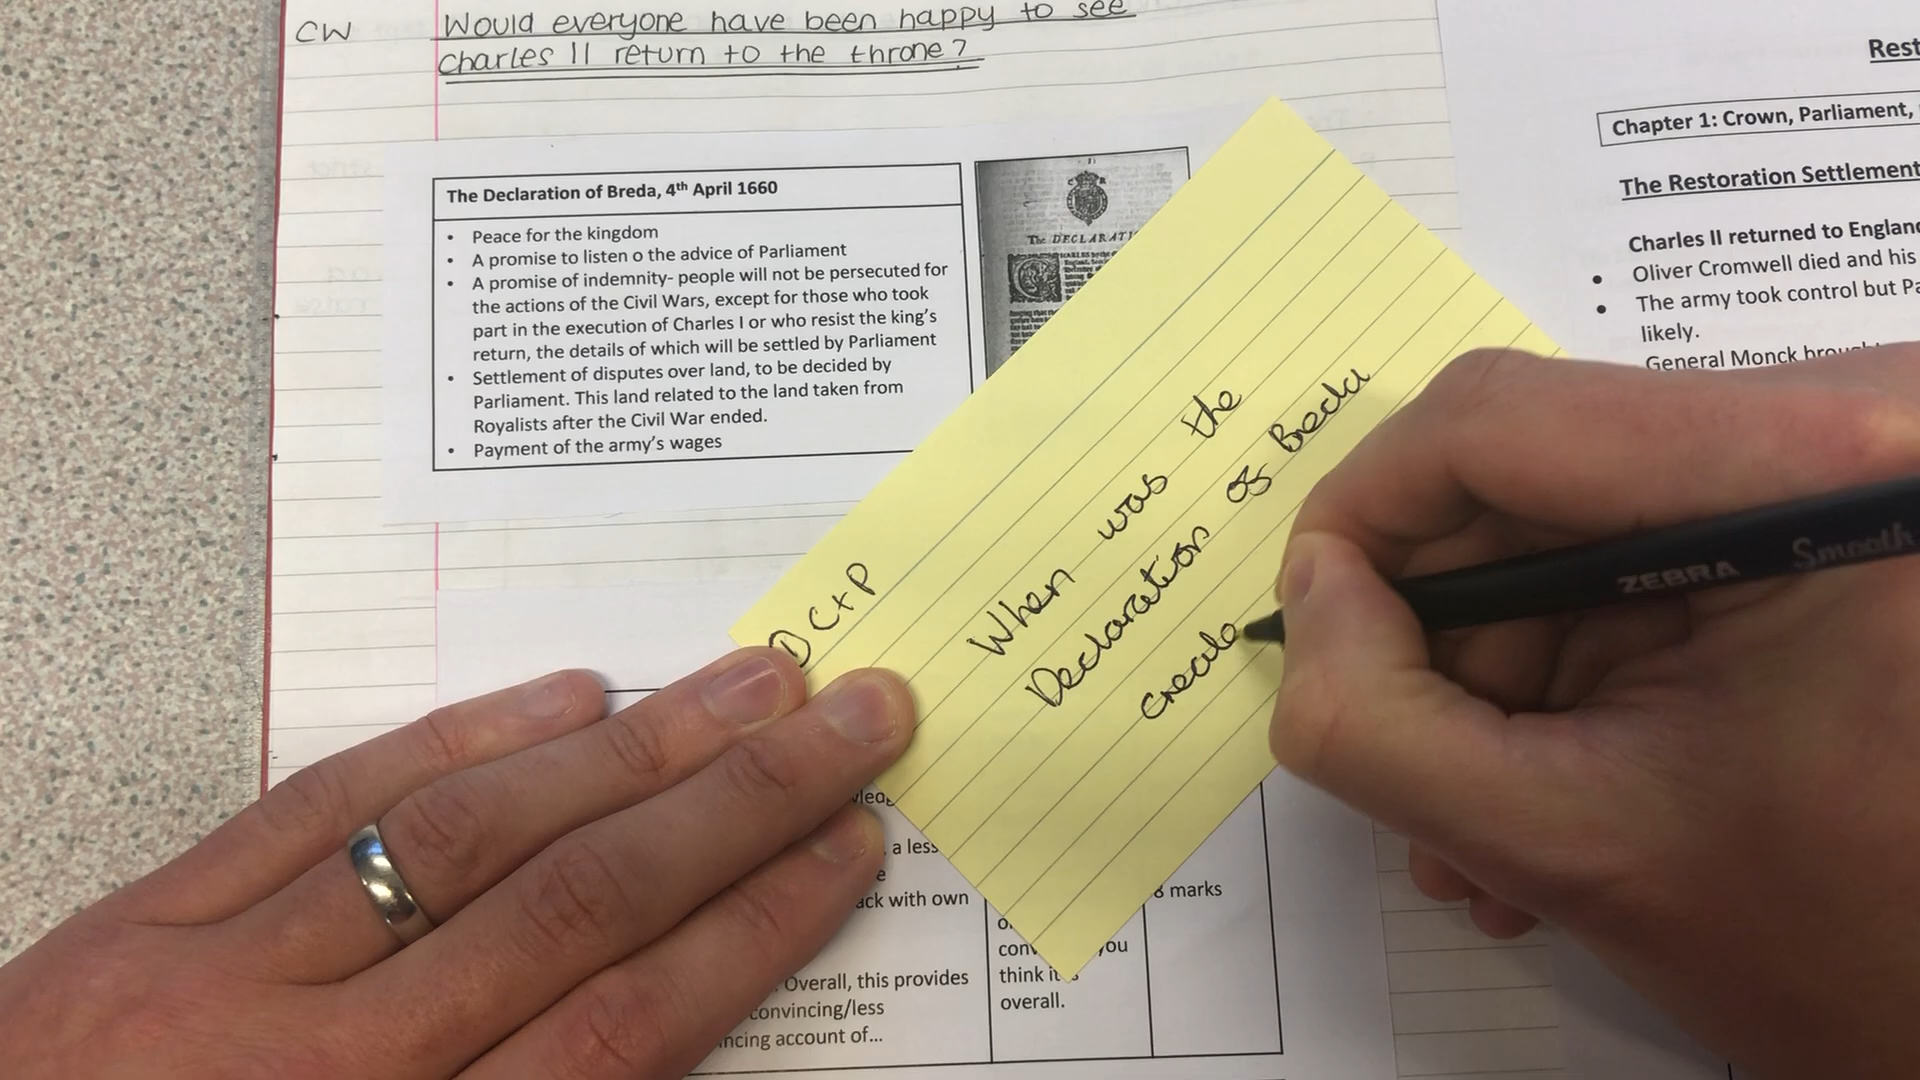 CW Would everyone have been happy to see
Charles II return to the throne?
The Declaration of Breda, 4th April 1660
• Peace for the kingdom
• A promise to listen o the advice of Parliament
• A promise of indemnity- people will not be persecuted for
the actions of the Civil Wars, except for those who took
part in the execution of Charles I or who resist the king's
return, the details of which will be settled by Parliament
• Settlement of disputes over land, to be decided by
Parliament. This land related to the land taken from
Royalists after the Civil War ended.
• Payment of the army's wages
C R
The DECLARATI
① C+P
When was the
Declaration of Breda
create
a less
ack with own
8 marks
you
think it
overall.
Overall, this provides
convincing/less
ncing account of...
Rest
Chapter 1: Crown, Parliament,
The Restoration Settlement
Charles II returned to England
• Oliver Cromwell died and his
• The army took control but Pa
likely.
General Monck brought
ZEBRA Smooth